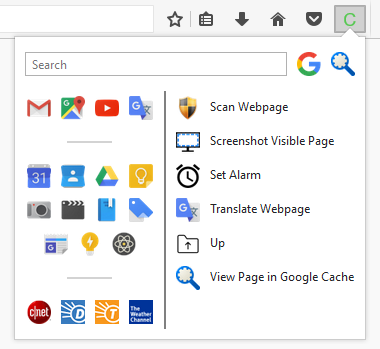 C
Search
G
Scan Webpage
Screenshot Visible Page
31
Set Alarm
Translate Webpage
Up
G
View Page in Google Cache
c|net
D
T
The
Weather
Channel